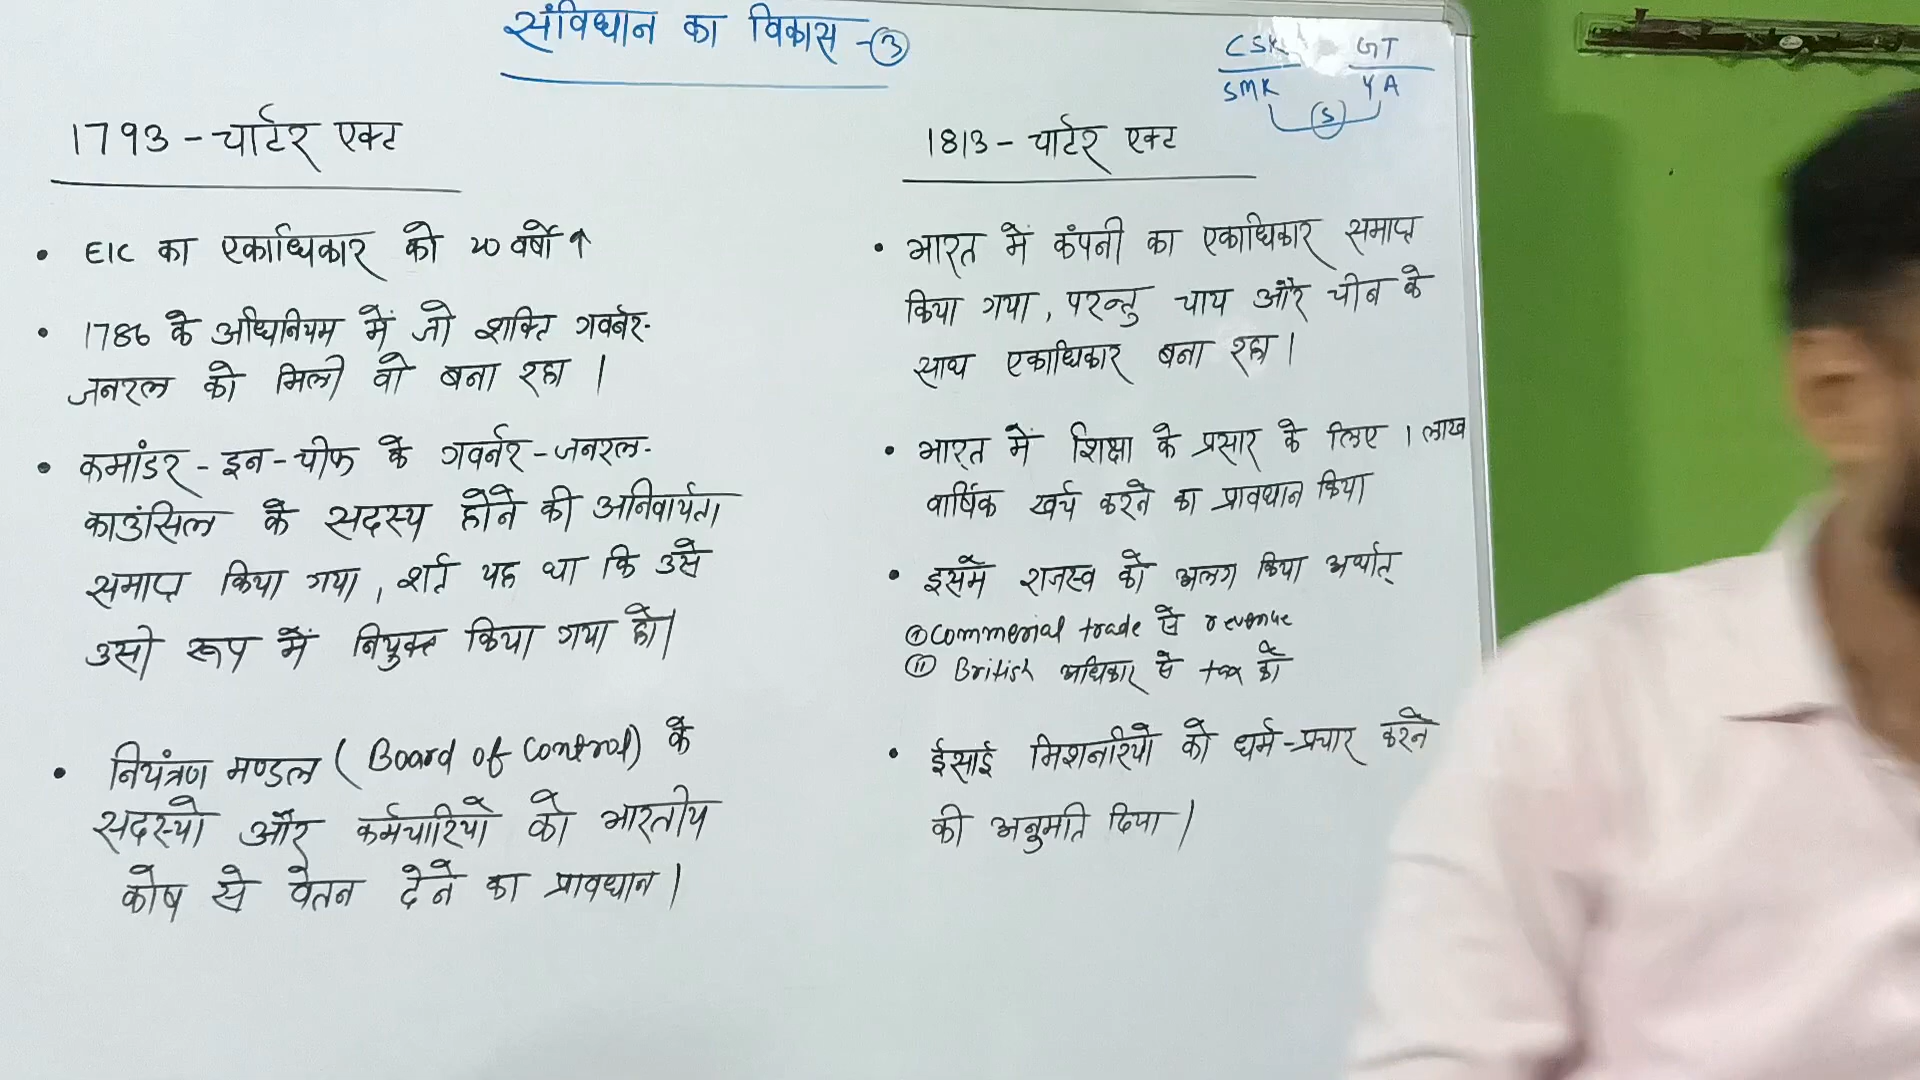 संविधान का विकास -③
CSK GT
SMK YA
Ⓢ
1793 - चार्टर एक्ट
• EIC का एकाधिकार को 20 वर्षों ↑
• 1786 के अधिनियम में जो शक्ति गवर्नर-
जनरल को मिली वो बना रहा ।
• कमांडर - इन - चीफ के गवर्नर - जनरल -
काउंसिल के सदस्य होने की अनिवार्यता
समाप्त किया गया , शर्त यह था कि उसे
उसी रूप में नियुक्त किया गया हो।
• नियंत्रण मण्डल ( Board of Control) के
सदस्यो और कर्मचारियों को भारतीय
कोष से वेतन देने का प्रावधान ।
1813 - चार्टर एक्ट
• भारत में कंपनी का एकाधिकार समाप्त
किया गया , परन्तु चाय और चीन के
साथ एकाधिकार बना रहा ।
• भारत में शिक्षा के प्रसार के लिए 1 लाख
वार्षिक खर्च करने का प्रावधान किया
• इसमें राजस्व को अलग किया अर्थात्
① Commerial trade से revenue
⑪ British अधिकार से tax को
• ईसाई मिशनरियो को धर्म-प्रचार करने
की अनुमति दिया ।